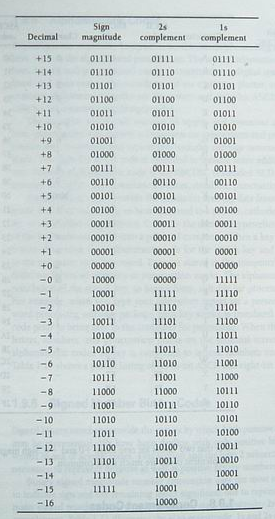 Sign 2s 1s
Decimal magnitude complement complement
+15 01111 01111 01111
+14 01110 01110 01110
+13 01101 01101 01101
+12 01100 01100 01100
+11 01011 01011 01011
+10 01010 01010 01010
+9 01001 01001 01001
+8 01000 01000 01000
+7 00111 00111 00111
+6 00110 00110 00110
+5 00101 00101 00101
+4 00100 00100 00100
+3 00011 00011 00011
+2 00010 00010 00010
+1 00001 00001 00001
+0 00000 00000 00000
−0 10000 00000 11111
−1 10001 11111 11110
−2 10010 11110 11101
−3 10011 11101 11100
−4 10100 11100 11011
−5 10101 11011 11010
−6 10110 11010 11001
−7 10111 11001 11000
−8 11000 11000 10111
−9 11001 10111 10110
−10 11010 10110 10101
−11 11011 10101 10100
−12 11100 10100 10011
−13 11101 10011 10010
−14 11110 10010 10001
−15 11111 10001 10000
−16 10000